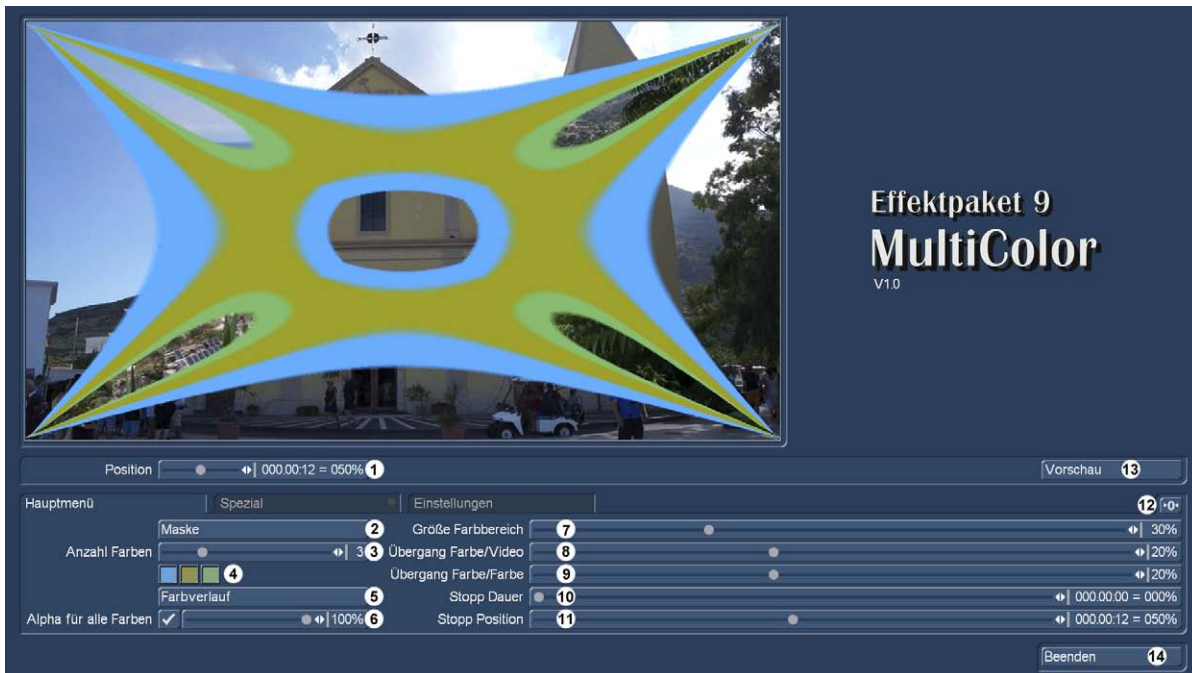 Effektpaket 9
MultiColor
V1.0
Position 000.00:12 = 050% 1
Vorschau 13
Hauptmenü Spezial Einstellungen 12 0
Maske 2 Größe Farbbereich 7 30%
Anzahl Farben 3 3 Übergang Farbe/Video 8 20%
4 Übergang Farbe/Farbe 9 20%
Farbverlauf 5 Stopp Dauer 10 000.00:00 = 000%
Alpha für alle Farben 100% 6 Stopp Position 11 000.00:12 = 050%
Beenden 14